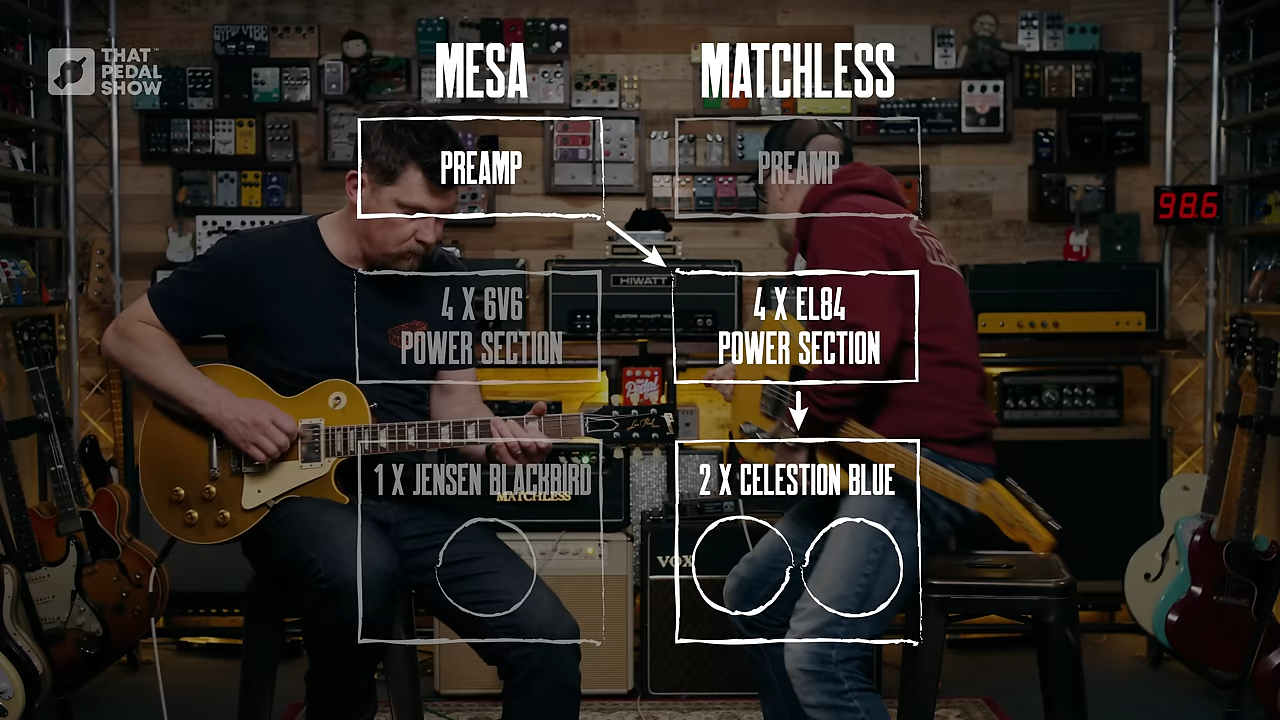 THAT
PEDAL
SHOW
MESA
MATCHLESS
PREAMP
PREAMP
98.6
4 X 6V6
POWER SECTION
4 X EL84
POWER SECTION
HIWATT
1 X JENSEN BLACKBIRD
2 X CELESTION BLUE
MATCHLESS
VOX